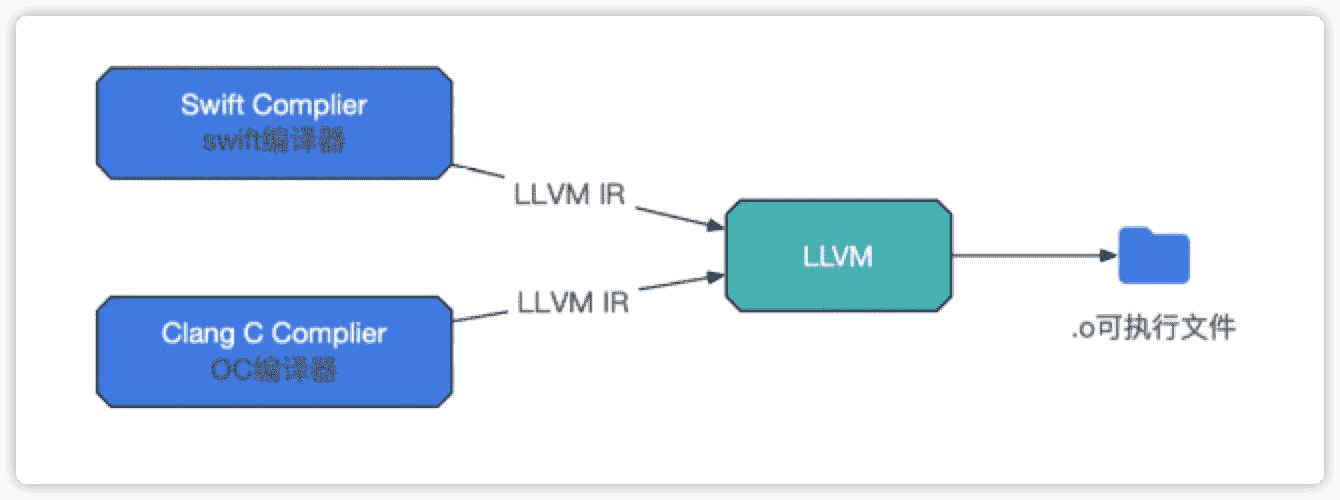 Swift Complier
swift编译器
LLVM IR
LLVM
.o可执行文件
LLVM IR
Clang C Complier
OC编译器